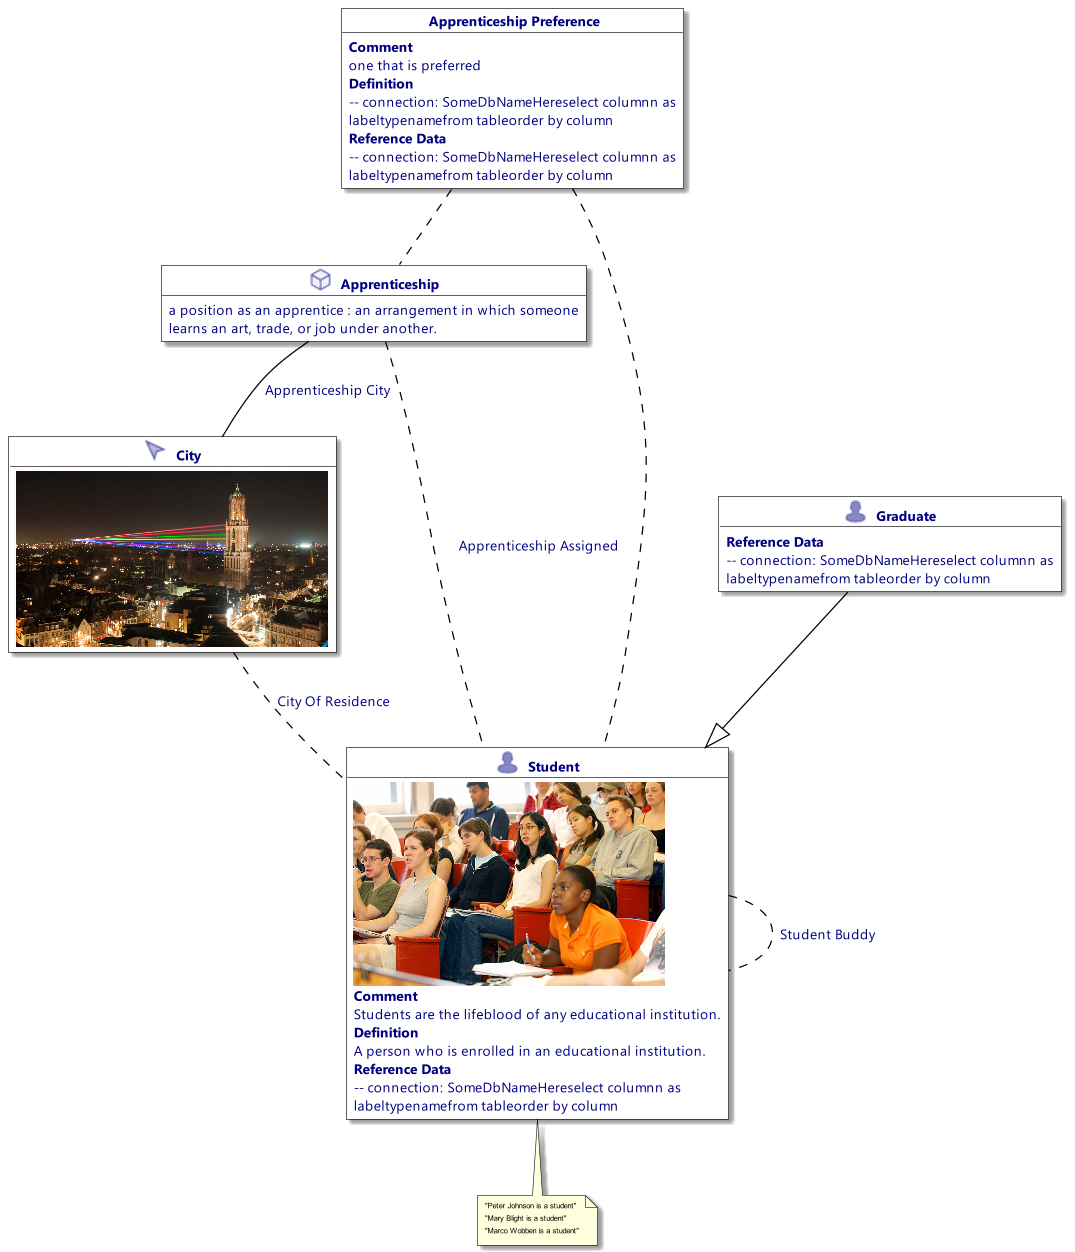 Apprenticeship Preference
Comment
one that is preferred
Definition
-- connection: SomeDbNameHereselect columnn as
labeltypenamefrom tableorder by column
Reference Data
-- connection: SomeDbNameHereselect columnn as
labeltypenamefrom tableorder by column
Apprenticeship
a position as an apprentice : an arrangement in which someone
learns an art, trade, or job under another.
Apprenticeship City
City
Apprenticeship Assigned
Graduate
Reference Data
-- connection: SomeDbNameHereselect columnn as
labeltypenamefrom tableorder by column
City Of Residence
Student
Student Buddy
Comment
Students are the lifeblood of any educational institution.
Definition
A person who is enrolled in an educational institution.
Reference Data
-- connection: SomeDbNameHereselect columnn as
labeltypenamefrom tableorder by column
"Peter Johnson is a student"
"Mary Blight is a student"
"Marco Wobben is a student"